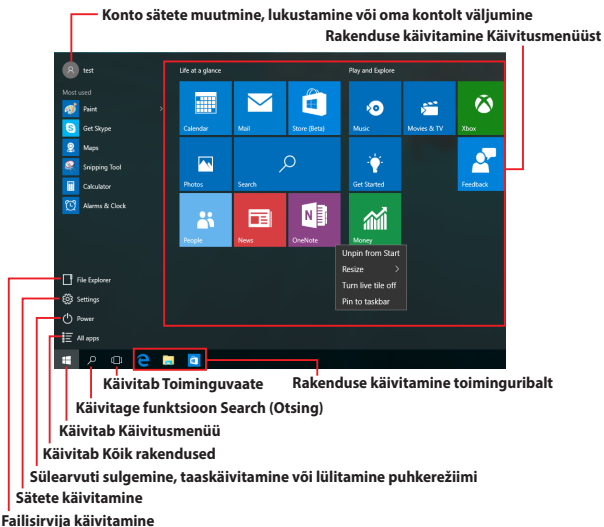 Konto sätete muutmine, lukustamine või oma kontolt väljumine
Rakenduse käivitamine Käivitusmenüüst
test
Most used
Paint
Get Skype
Maps
Snipping Tool
Calculator
Alarms & Clock
File Explorer
Settings
Power
All apps
Life at a glance
Play and Explore
Calendar
Mail
Store (Beta)
Music
Movies & TV
Xbox
Photos
Search
Get Started
Feedback
People
News
OneNote
Money
Unpin from Start
Resize
Turn live tile off
Pin to taskbar
Käivitab Toiminguvaate
Rakenduse käivitamine toiminguribalt
Käivitage funktsioon Search (Otsing)
Käivitab Käivitusmenüü
Käivitab Kõik rakendused
Sülearvuti sulgemine, taaskäivitamine või lülitamine puhkerežiimi
Sätete käivitamine
Failisirvija käivitamine